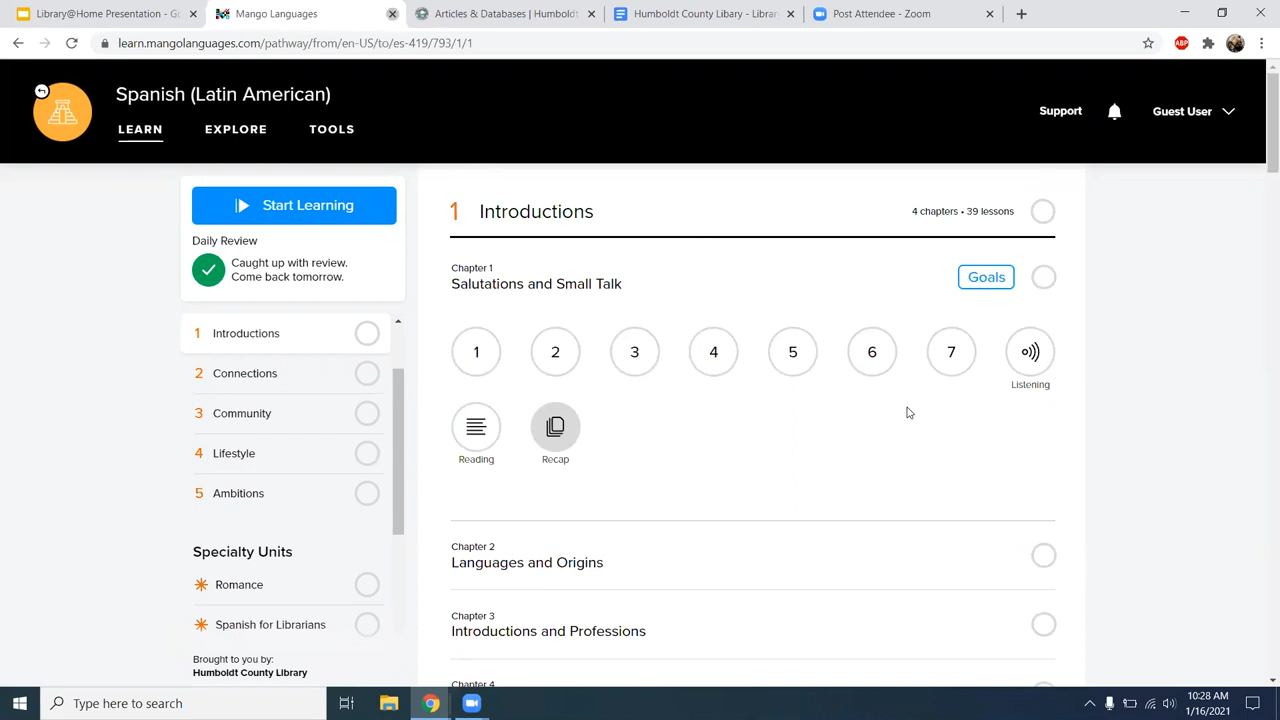 Library@Home Presentation - Go
Mango Languages
Articles & Databases | Humboldt
Humboldt County Libary - Librar
Post Attendee - Zoom
learn.mangolanguages.com/pathway/from/en-US/to/es-419/793/1/1
ABP
Spanish (Latin American)
LEARN EXPLORE TOOLS
Support
Guest User
Start Learning
Daily Review
Caught up with review.
Come back tomorrow.
1 Introductions
2 Connections
3 Community
4 Lifestyle
5 Ambitions
Specialty Units
Romance
Spanish for Librarians
Brought to you by:
Humboldt County Library
1 Introductions
4 chapters • 39 lessons
Chapter 1
Salutations and Small Talk
Goals
1 2 3 4 5 6 7
Listening
Reading Recap
Chapter 2
Languages and Origins
Chapter 3
Introductions and Professions
Chapter 4
Type here to search
10:28 AM
1/16/2021